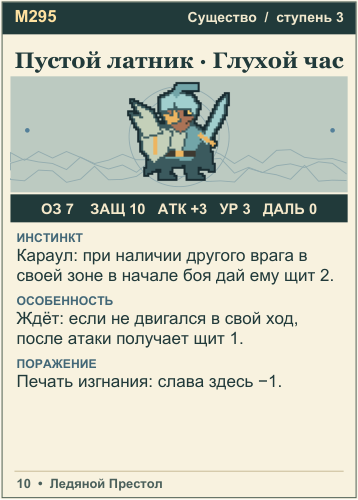 М295
Существо / ступень 3
Пустой латник · Глухой час
ОЗ 7 ЗАЩ 10 АТК +3 УР 3 ДАЛЬ 0
ИНСТИНКТ
Караул: при наличии другого врага в
своей зоне в начале боя дай ему щит 2.
ОСОБЕННОСТЬ
Ждёт: если не двигался в свой ход,
после атаки получает щит 1.
ПОРАЖЕНИЕ
Печать изгнания: слава здесь −1.
10 • Ледяной Престол